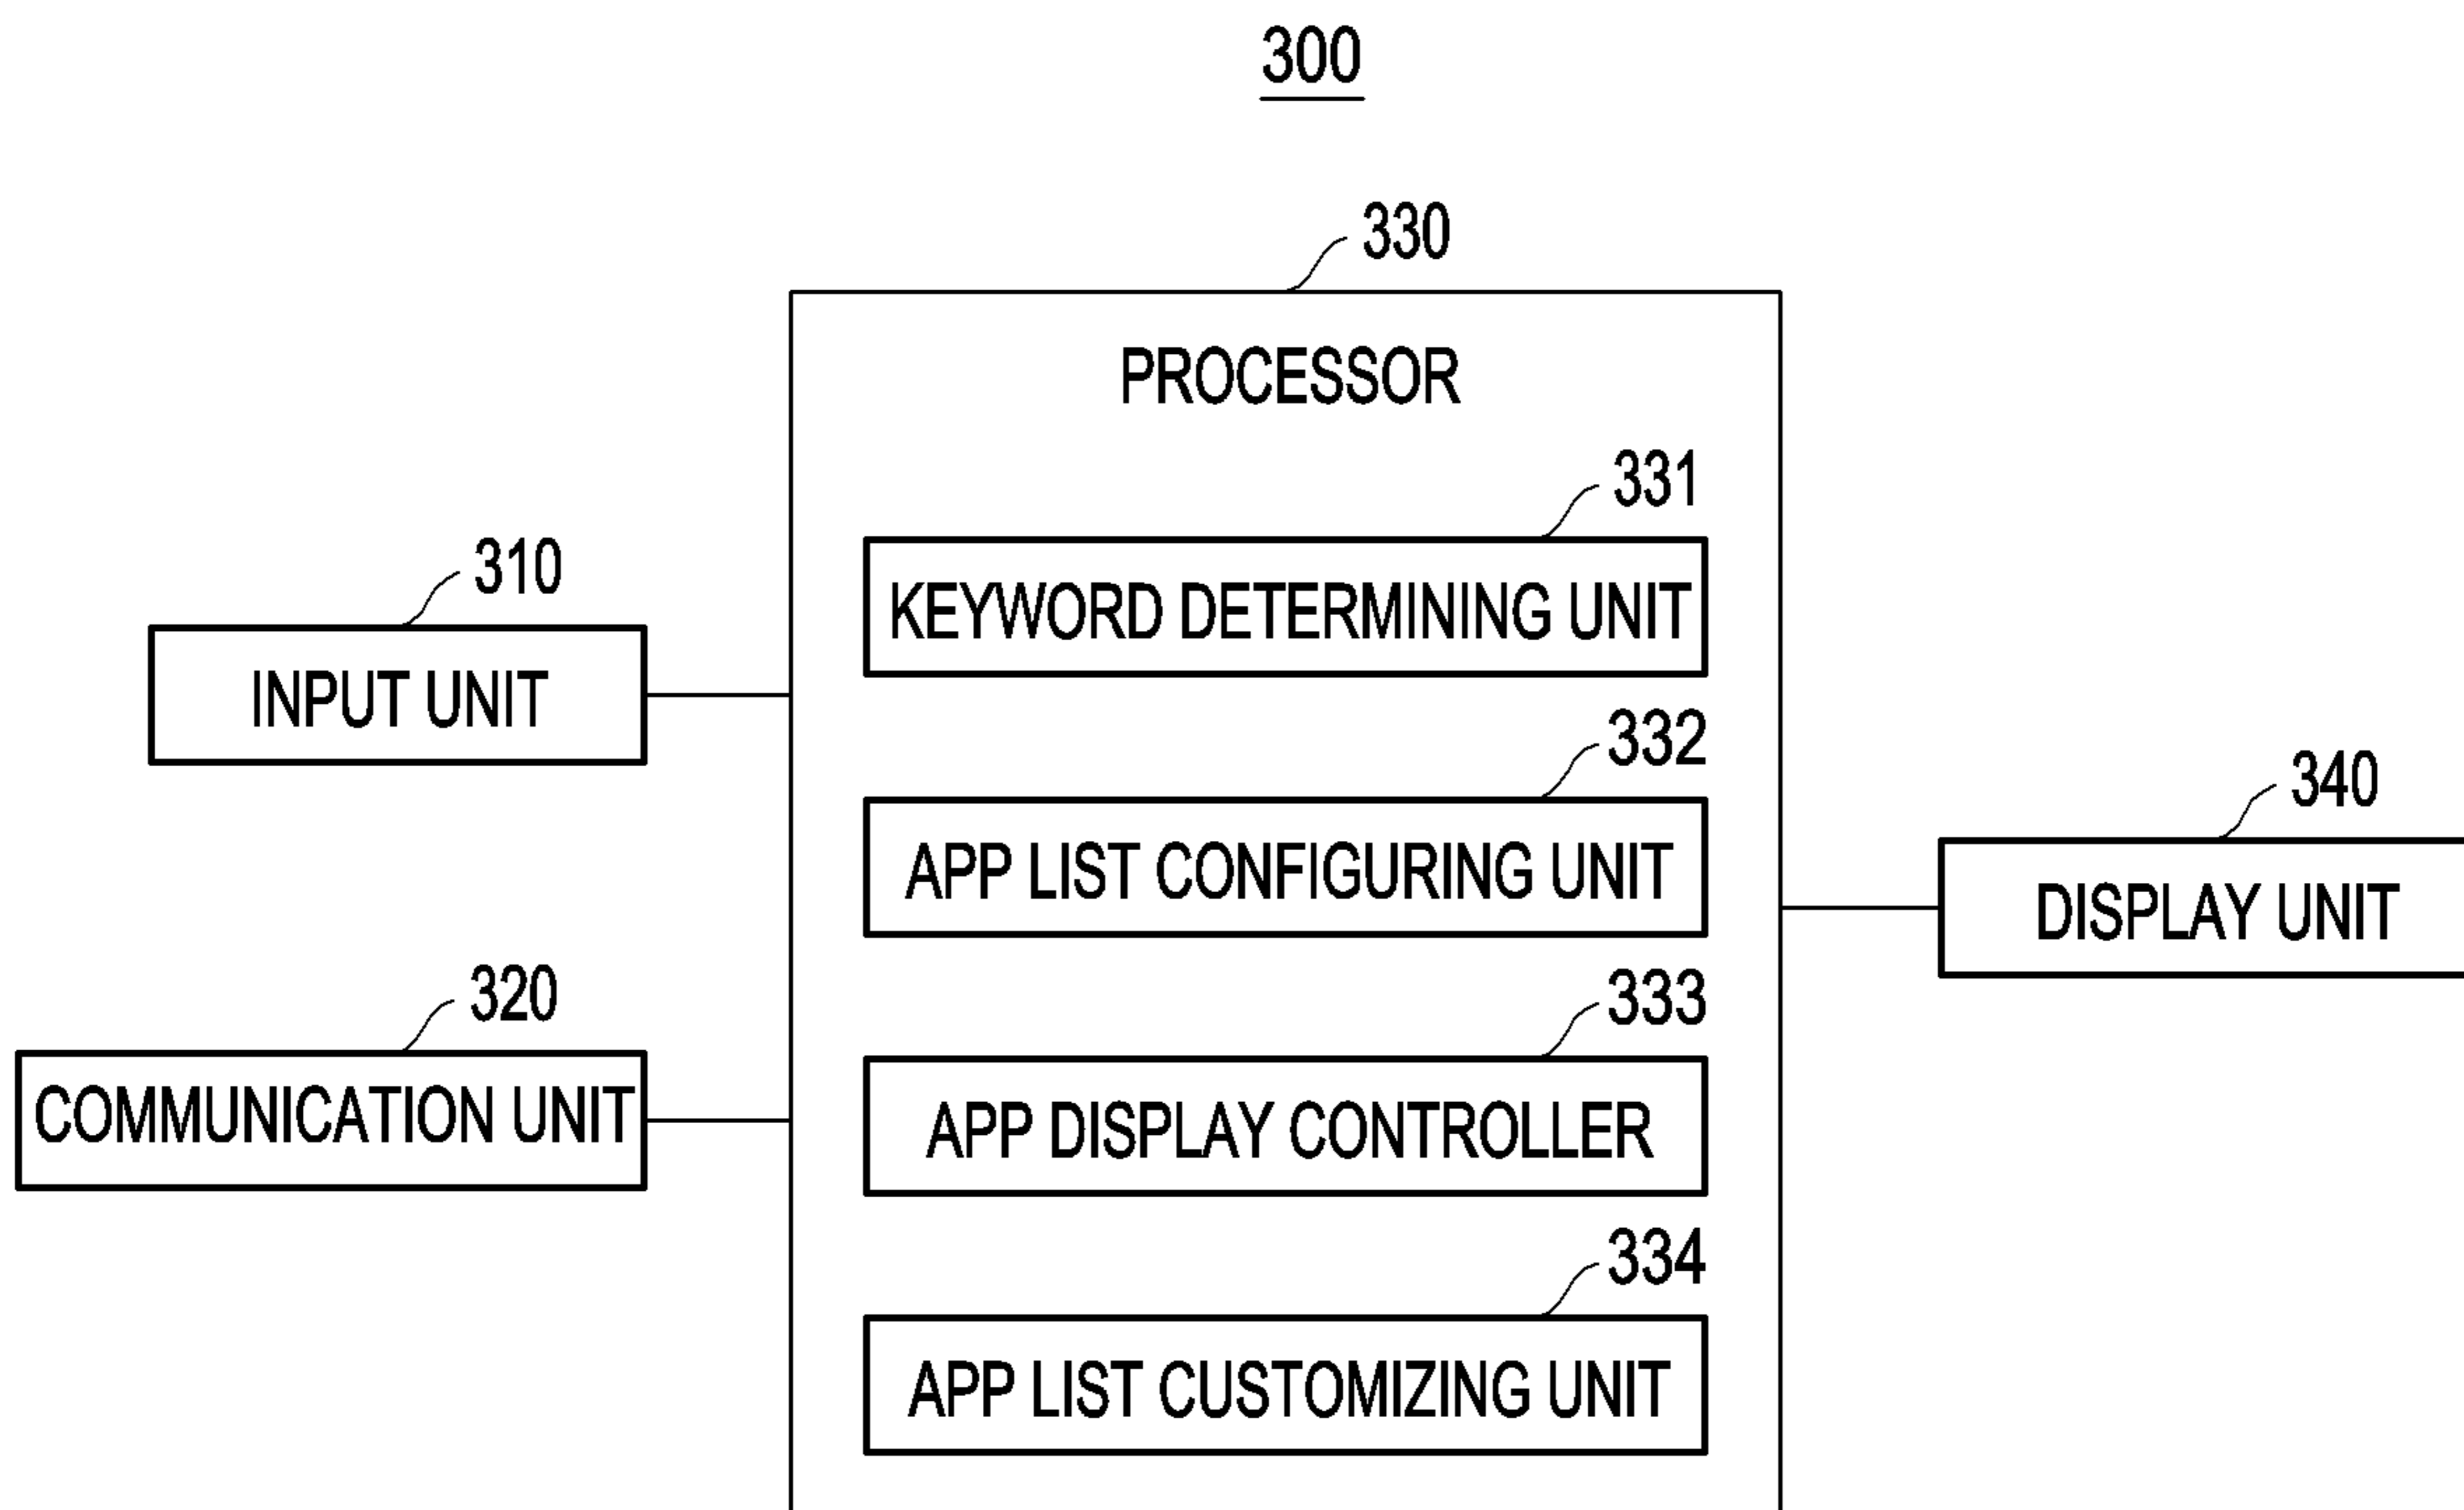 300
330
PROCESSOR
331
KEYWORD DETERMINING UNIT
310
INPUT UNIT
332
APP LIST CONFIGURING UNIT
340
DISPLAY UNIT
320
COMMUNICATION UNIT
333
APP DISPLAY CONTROLLER
334
APP LIST CUSTOMIZING UNIT